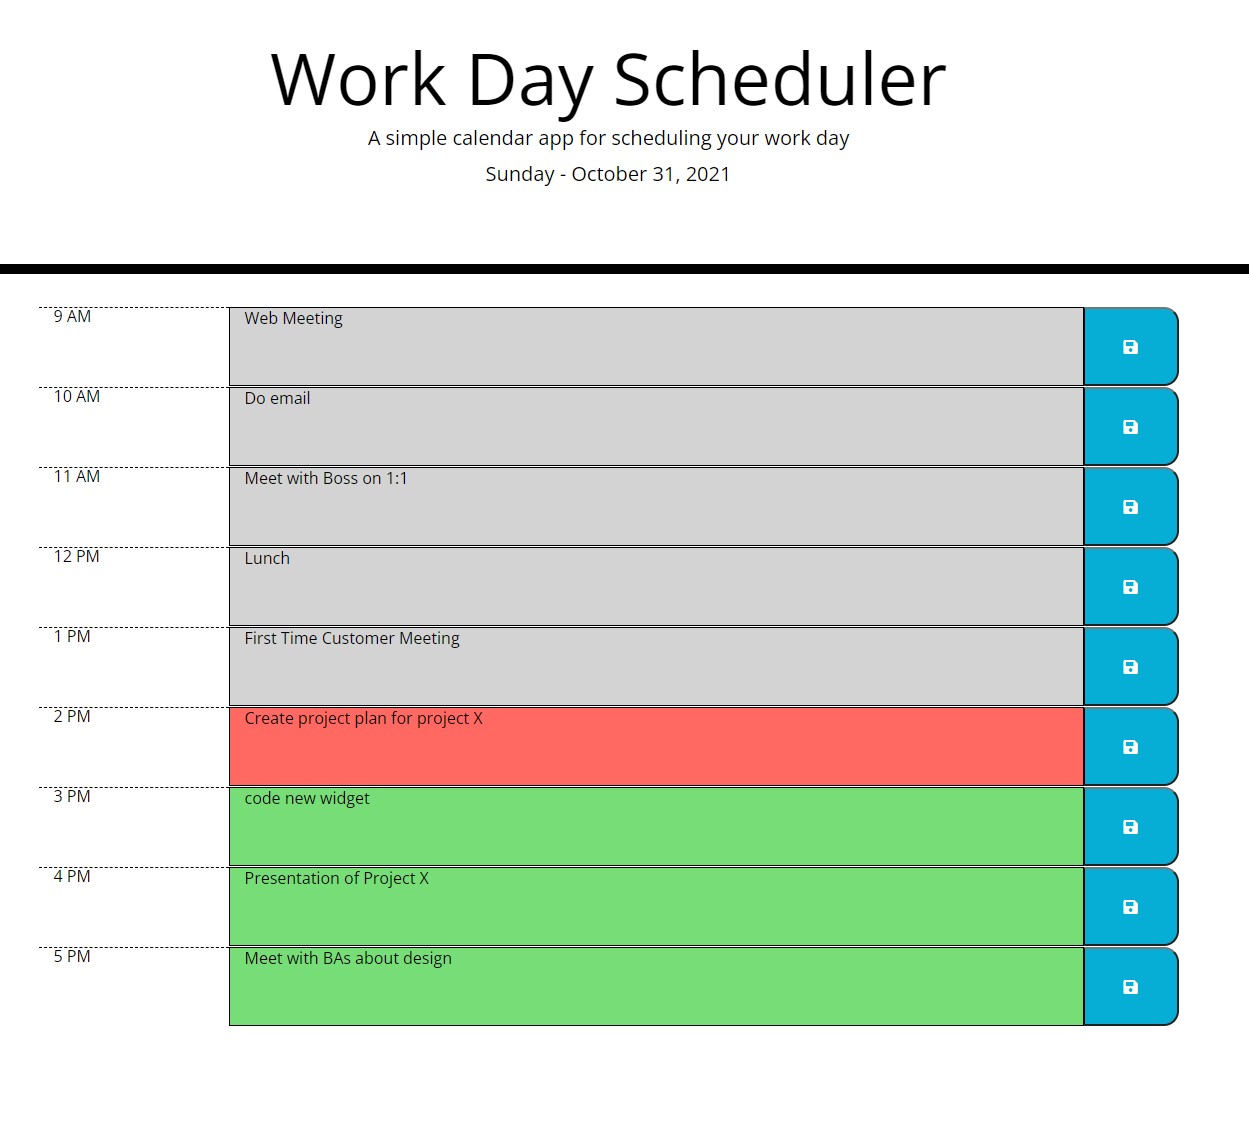 Work Day Scheduler
A simple calendar app for scheduling your work day
Sunday - October 31, 2021
9 AM
Web Meeting
10 AM
Do email
11 AM
Meet with Boss on 1:1
12 PM
Lunch
1 PM
First Time Customer Meeting
2 PM
Create project plan for project X
3 PM
code new widget
4 PM
Presentation of Project X
5 PM
Meet with BAs about design